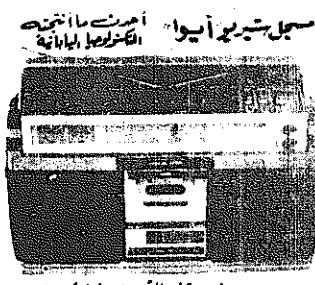 مسجل ستيريو أيوا
أحدث ما أنتجته
التكنولوجيا اليابانية